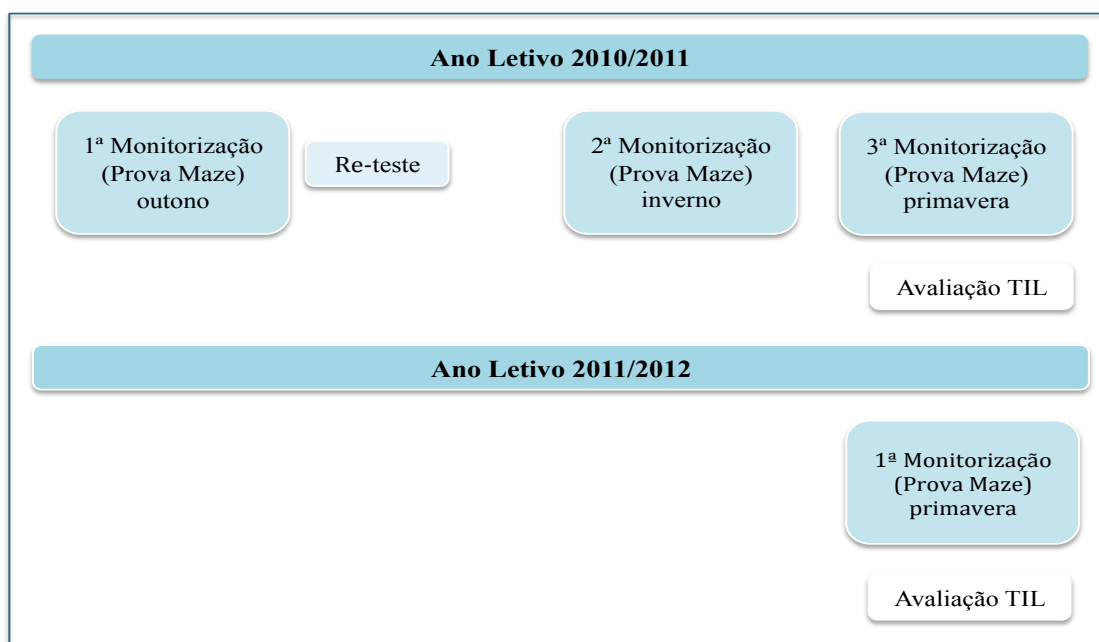 Ano Letivo 2010/2011
1ª Monitorização
(Prova Maze)
outono
Re-teste
2ª Monitorização
(Prova Maze)
inverno
3ª Monitorização
(Prova Maze)
primavera
Avaliação TIL
Ano Letivo 2011/2012
1ª Monitorização
(Prova Maze)
primavera
Avaliação TIL